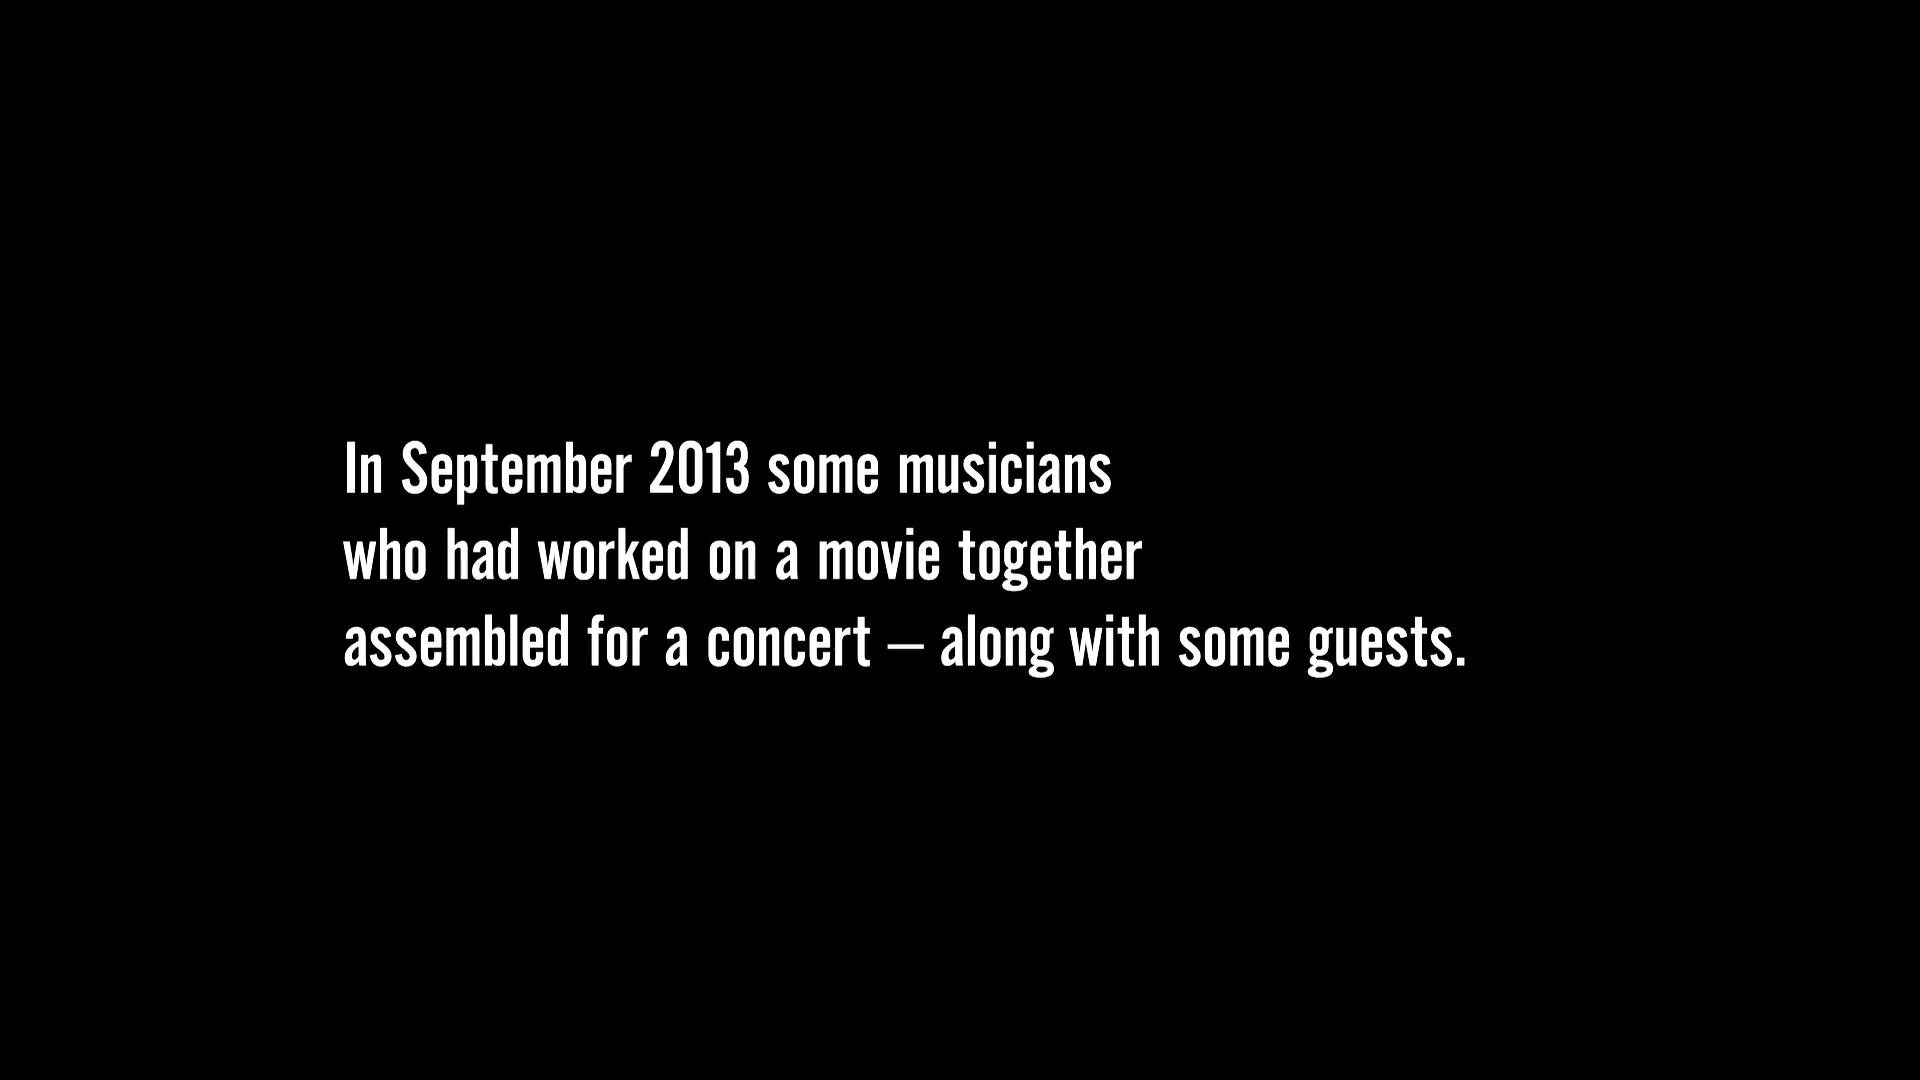 In September 2013 some musicians
who had worked on a movie together
assembled for a concert – along with some guests.